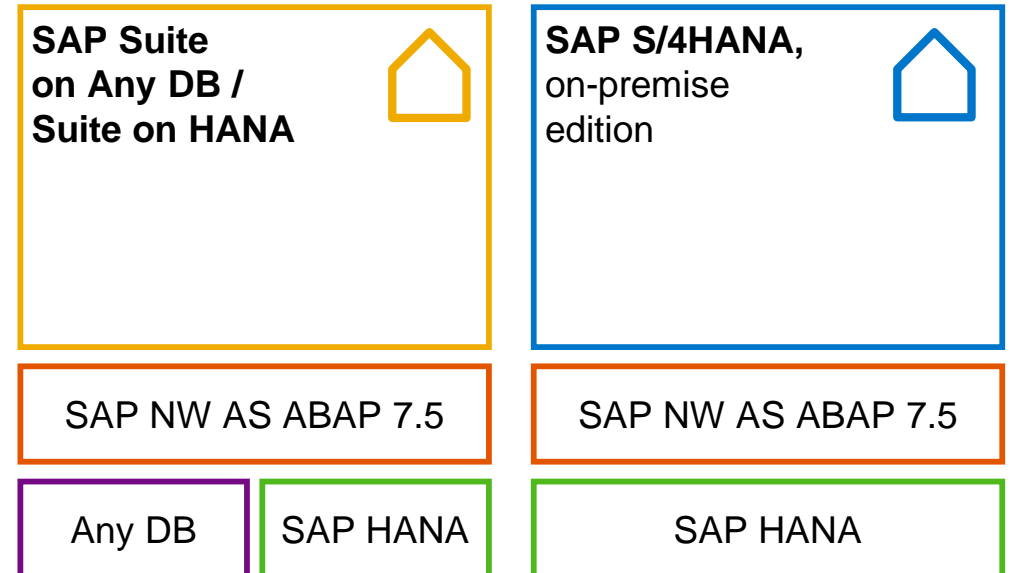 SAP Suite
on Any DB /
Suite on HANA
SAP S/4HANA,
on-premise
edition
SAP NW AS ABAP 7.5
SAP NW AS ABAP 7.5
Any DB
SAP HANA
SAP HANA